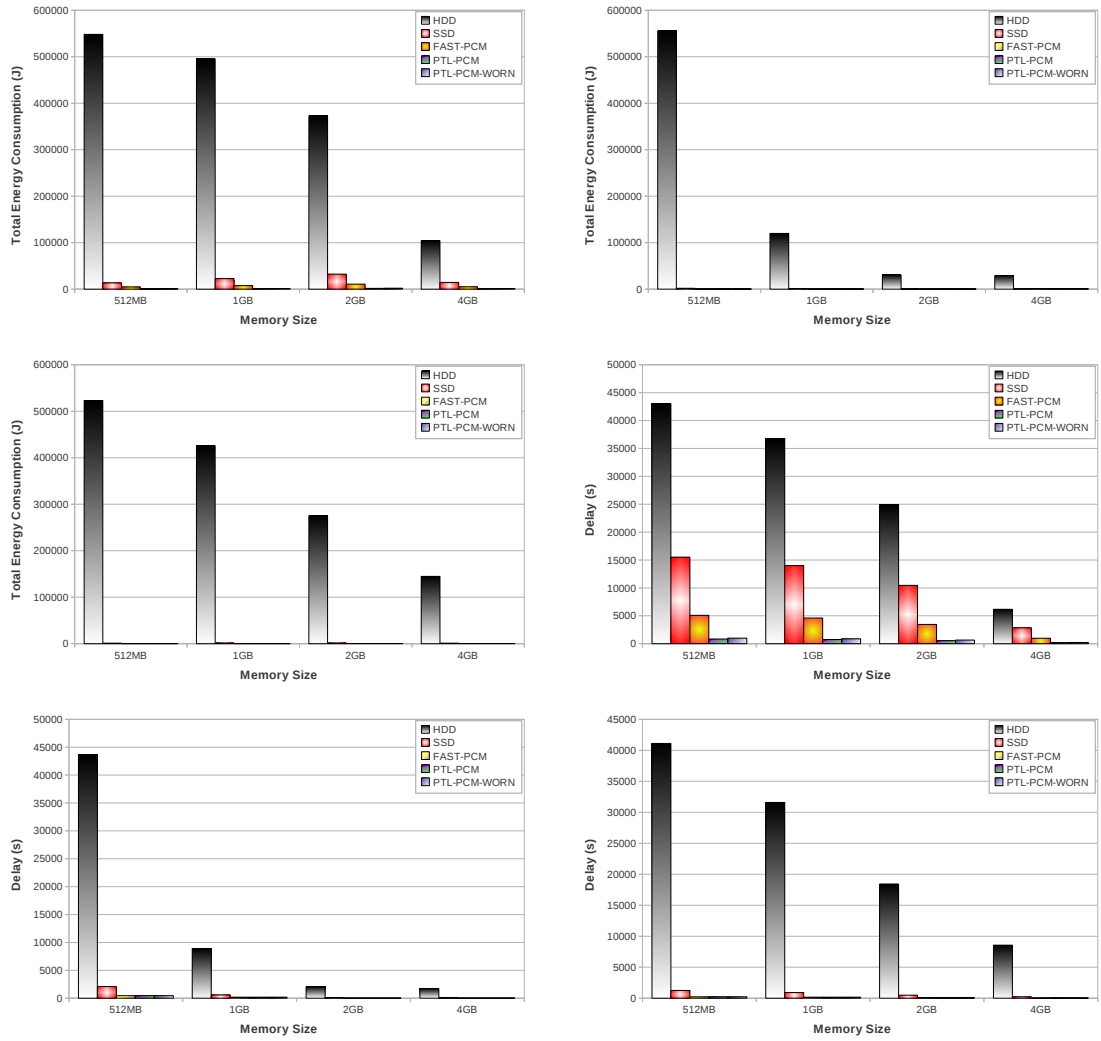 600000
500000
400000
300000
200000
100000
0
Total Energy Consumption (J)
HDD
SSD
FAST-PCM
PTL-PCM
PTL-PCM-WORN
512MB 1GB 2GB 4GB
Memory Size
600000
500000
400000
300000
200000
100000
0
Total Energy Consumption (J)
HDD
SSD
FAST-PCM
PTL-PCM
PTL-PCM-WORN
512MB 1GB 2GB 4GB
Memory Size
600000
500000
400000
300000
200000
100000
0
Total Energy Consumption (J)
HDD
SSD
FAST-PCM
PTL-PCM
PTL-PCM-WORN
512MB 1GB 2GB 4GB
Memory Size
50000
45000
40000
35000
30000
25000
20000
15000
10000
5000
0
Delay (s)
HDD
SSD
FAST-PCM
PTL-PCM
PTL-PCM-WORN
512MB 1GB 2GB 4GB
Memory Size
50000
45000
40000
35000
30000
25000
20000
15000
10000
5000
0
Delay (s)
HDD
SSD
FAST-PCM
PTL-PCM
PTL-PCM-WORN
512MB 1GB 2GB 4GB
Memory Size
45000
40000
35000
30000
25000
20000
15000
10000
5000
0
Delay (s)
HDD
SSD
FAST-PCM
PTL-PCM
PTL-PCM-WORN
512MB 1GB 2GB 4GB
Memory Size